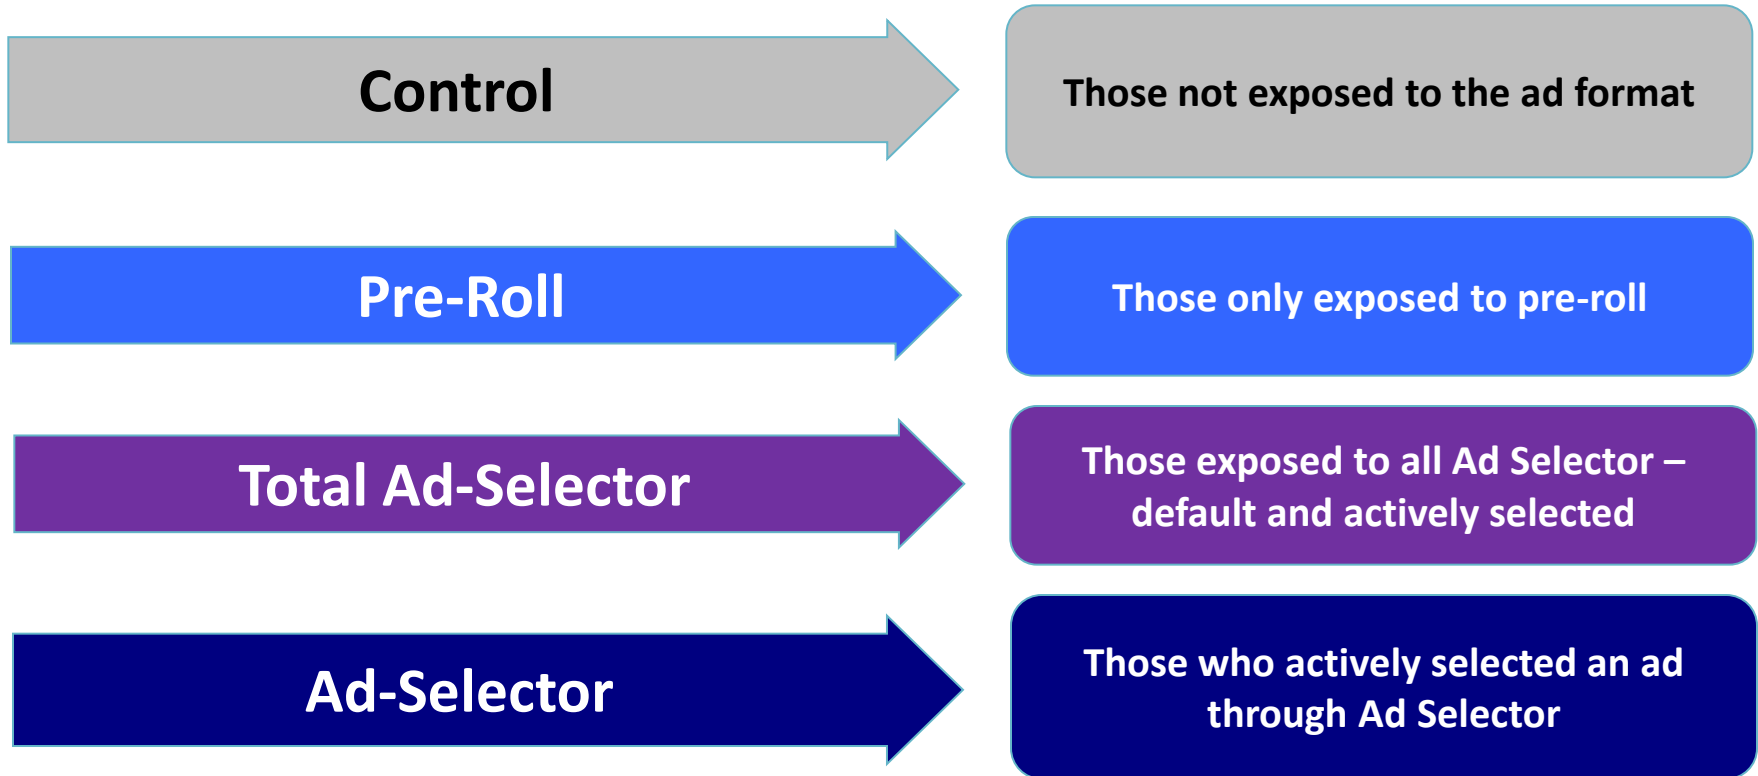 Control
Those not exposed to the ad format
Pre-Roll
Those only exposed to pre-roll
Total Ad-Selector
Those exposed to all Ad Selector –
default and actively selected
Ad-Selector
Those who actively selected an ad
through Ad Selector